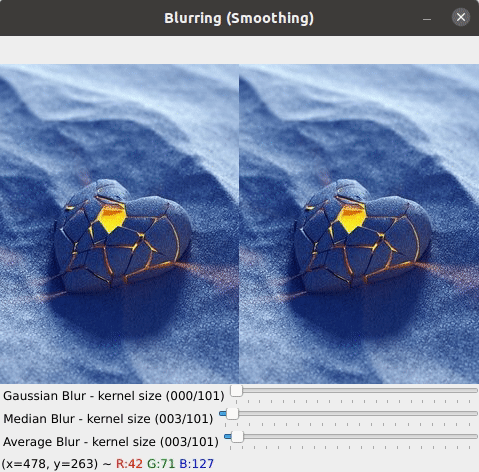 Blurring (Smoothing)
Gaussian Blur - kernel size (000/101)
Median Blur - kernel size (003/101)
Average Blur - kernel size (003/101)
(x=478, y=263) ~ R:42 G:71 B:127